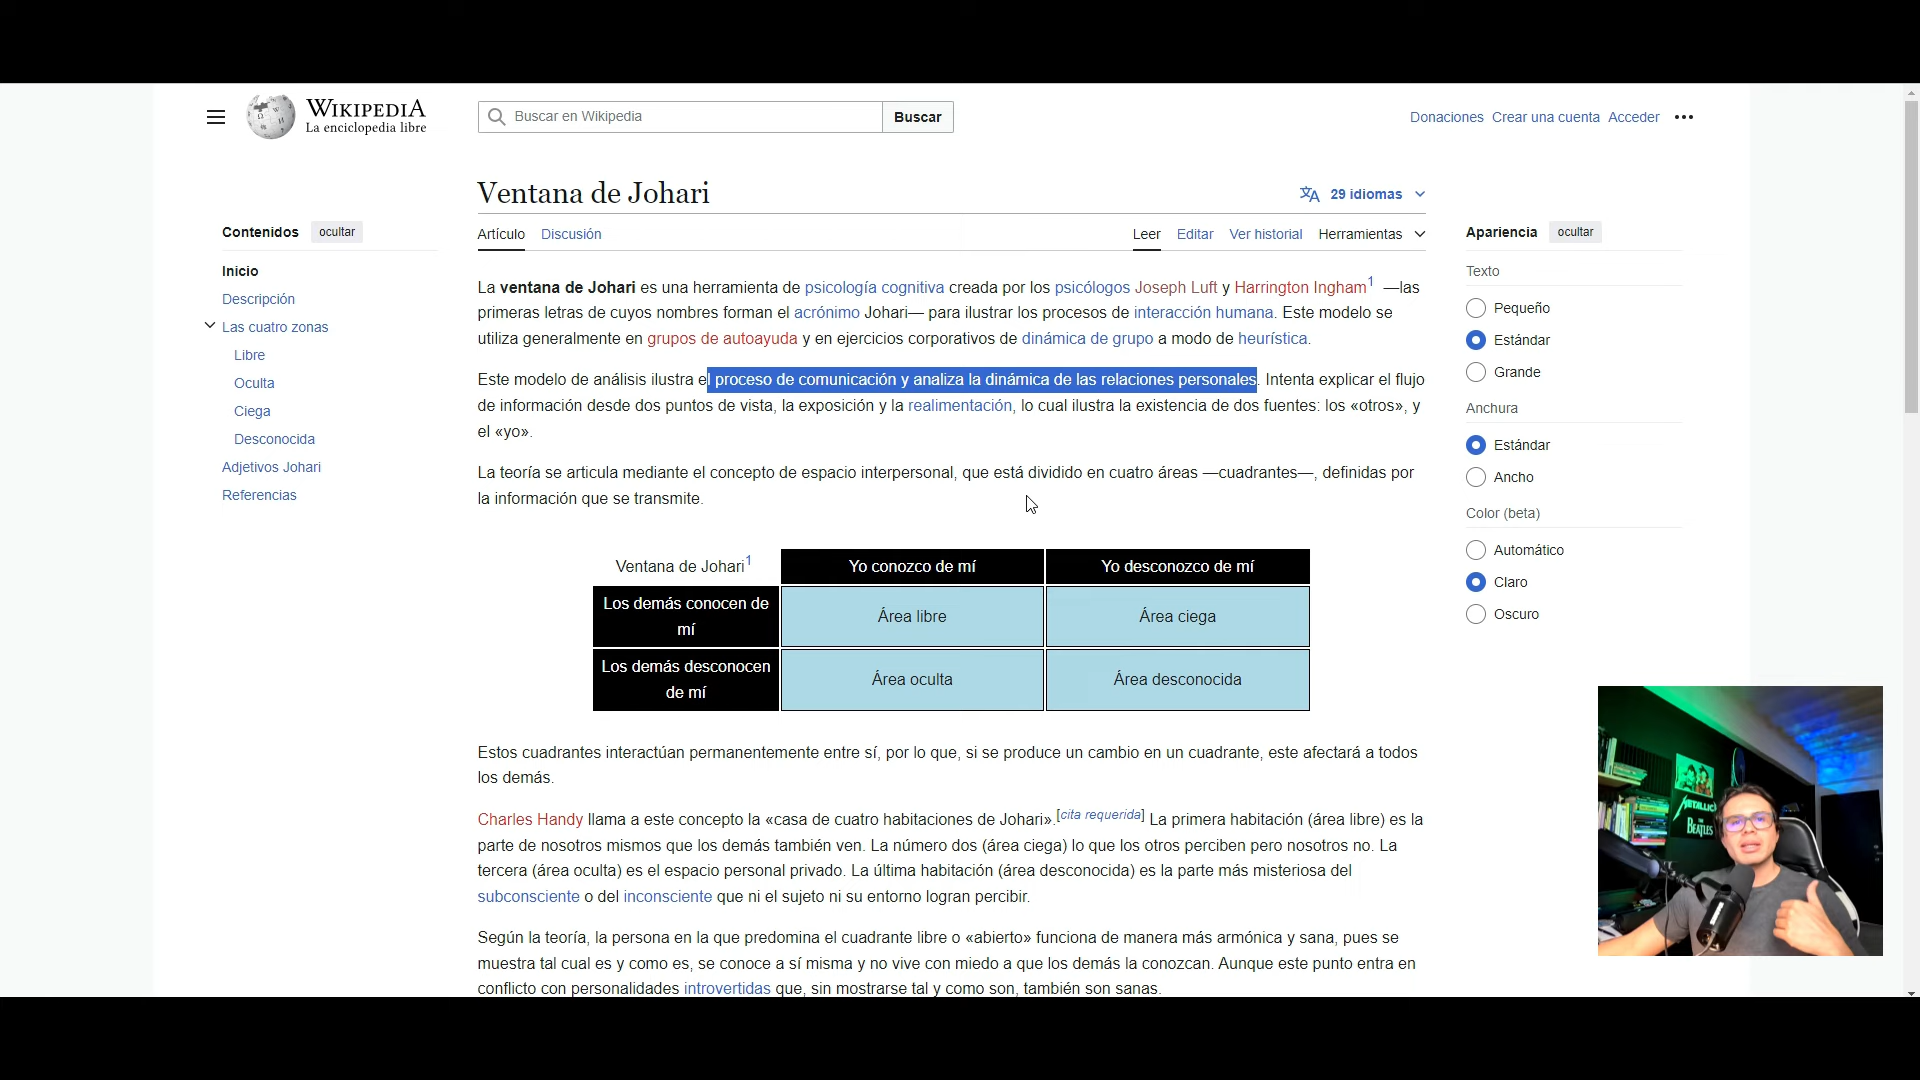 WIKIPEDIA
La enciclopedia libre
Buscar en Wikipedia
Buscar
Donaciones Crear una cuenta Acceder
Ventana de Johari
29 idiomas
Contenidos ocultar
Artículo Discusión
Leer Editar Ver historial Herramientas
Apariencia ocultar
Inicio
Descripción
Las cuatro zonas
Libre
Oculta
Ciega
Desconocida
Adjetivos Johari
Referencias
La ventana de Johari es una herramienta de psicología cognitiva creada por los psicólogos Joseph Luft y Harrington Ingham1 —las
primeras letras de cuyos nombres forman el acrónimo Johari— para ilustrar los procesos de interacción humana. Este modelo se
utiliza generalmente en grupos de autoayuda y en ejercicios corporativos de dinámica de grupo a modo de heurística.
Este modelo de análisis ilustra el proceso de comunicación y analiza la dinámica de las relaciones personales. Intenta explicar el flujo
de información desde dos puntos de vista, la exposición y la realimentación, lo cual ilustra la existencia de dos fuentes: los «otros», y
el «yo».
La teoría se articula mediante el concepto de espacio interpersonal, que está dividido en cuatro áreas —cuadrantes—, definidas por
la información que se transmite.
Ventana de Johari1
Yo conozco de mí
Yo desconozco de mí
Los demás conocen de
mí
Área libre
Área ciega
Los demás desconocen
de mí
Área oculta
Área desconocida
Estos cuadrantes interactúan permanentemente entre sí, por lo que, si se produce un cambio en un cuadrante, este afectará a todos
los demás.
Charles Handy llama a este concepto la «casa de cuatro habitaciones de Johari».[cita requerida] La primera habitación (área libre) es la
parte de nosotros mismos que los demás también ven. La número dos (área ciega) lo que los otros perciben pero nosotros no. La
tercera (área oculta) es el espacio personal privado. La última habitación (área desconocida) es la parte más misteriosa del
subconsciente o del inconsciente que ni el sujeto ni su entorno logran percibir.
Según la teoría, la persona en la que predomina el cuadrante libre o «abierto» funciona de manera más armónica y sana, pues se
muestra tal cual es y como es, se conoce a sí misma y no vive con miedo a que los demás la conozcan. Aunque este punto entra en
conflicto con personalidades introvertidas que, sin mostrarse tal y como son, también son sanas.
Texto
Pequeño
Estándar
Grande
Anchura
Estándar
Ancho
Color (beta)
Automático
Claro
Oscuro
METALLICA
THE
BEATLES